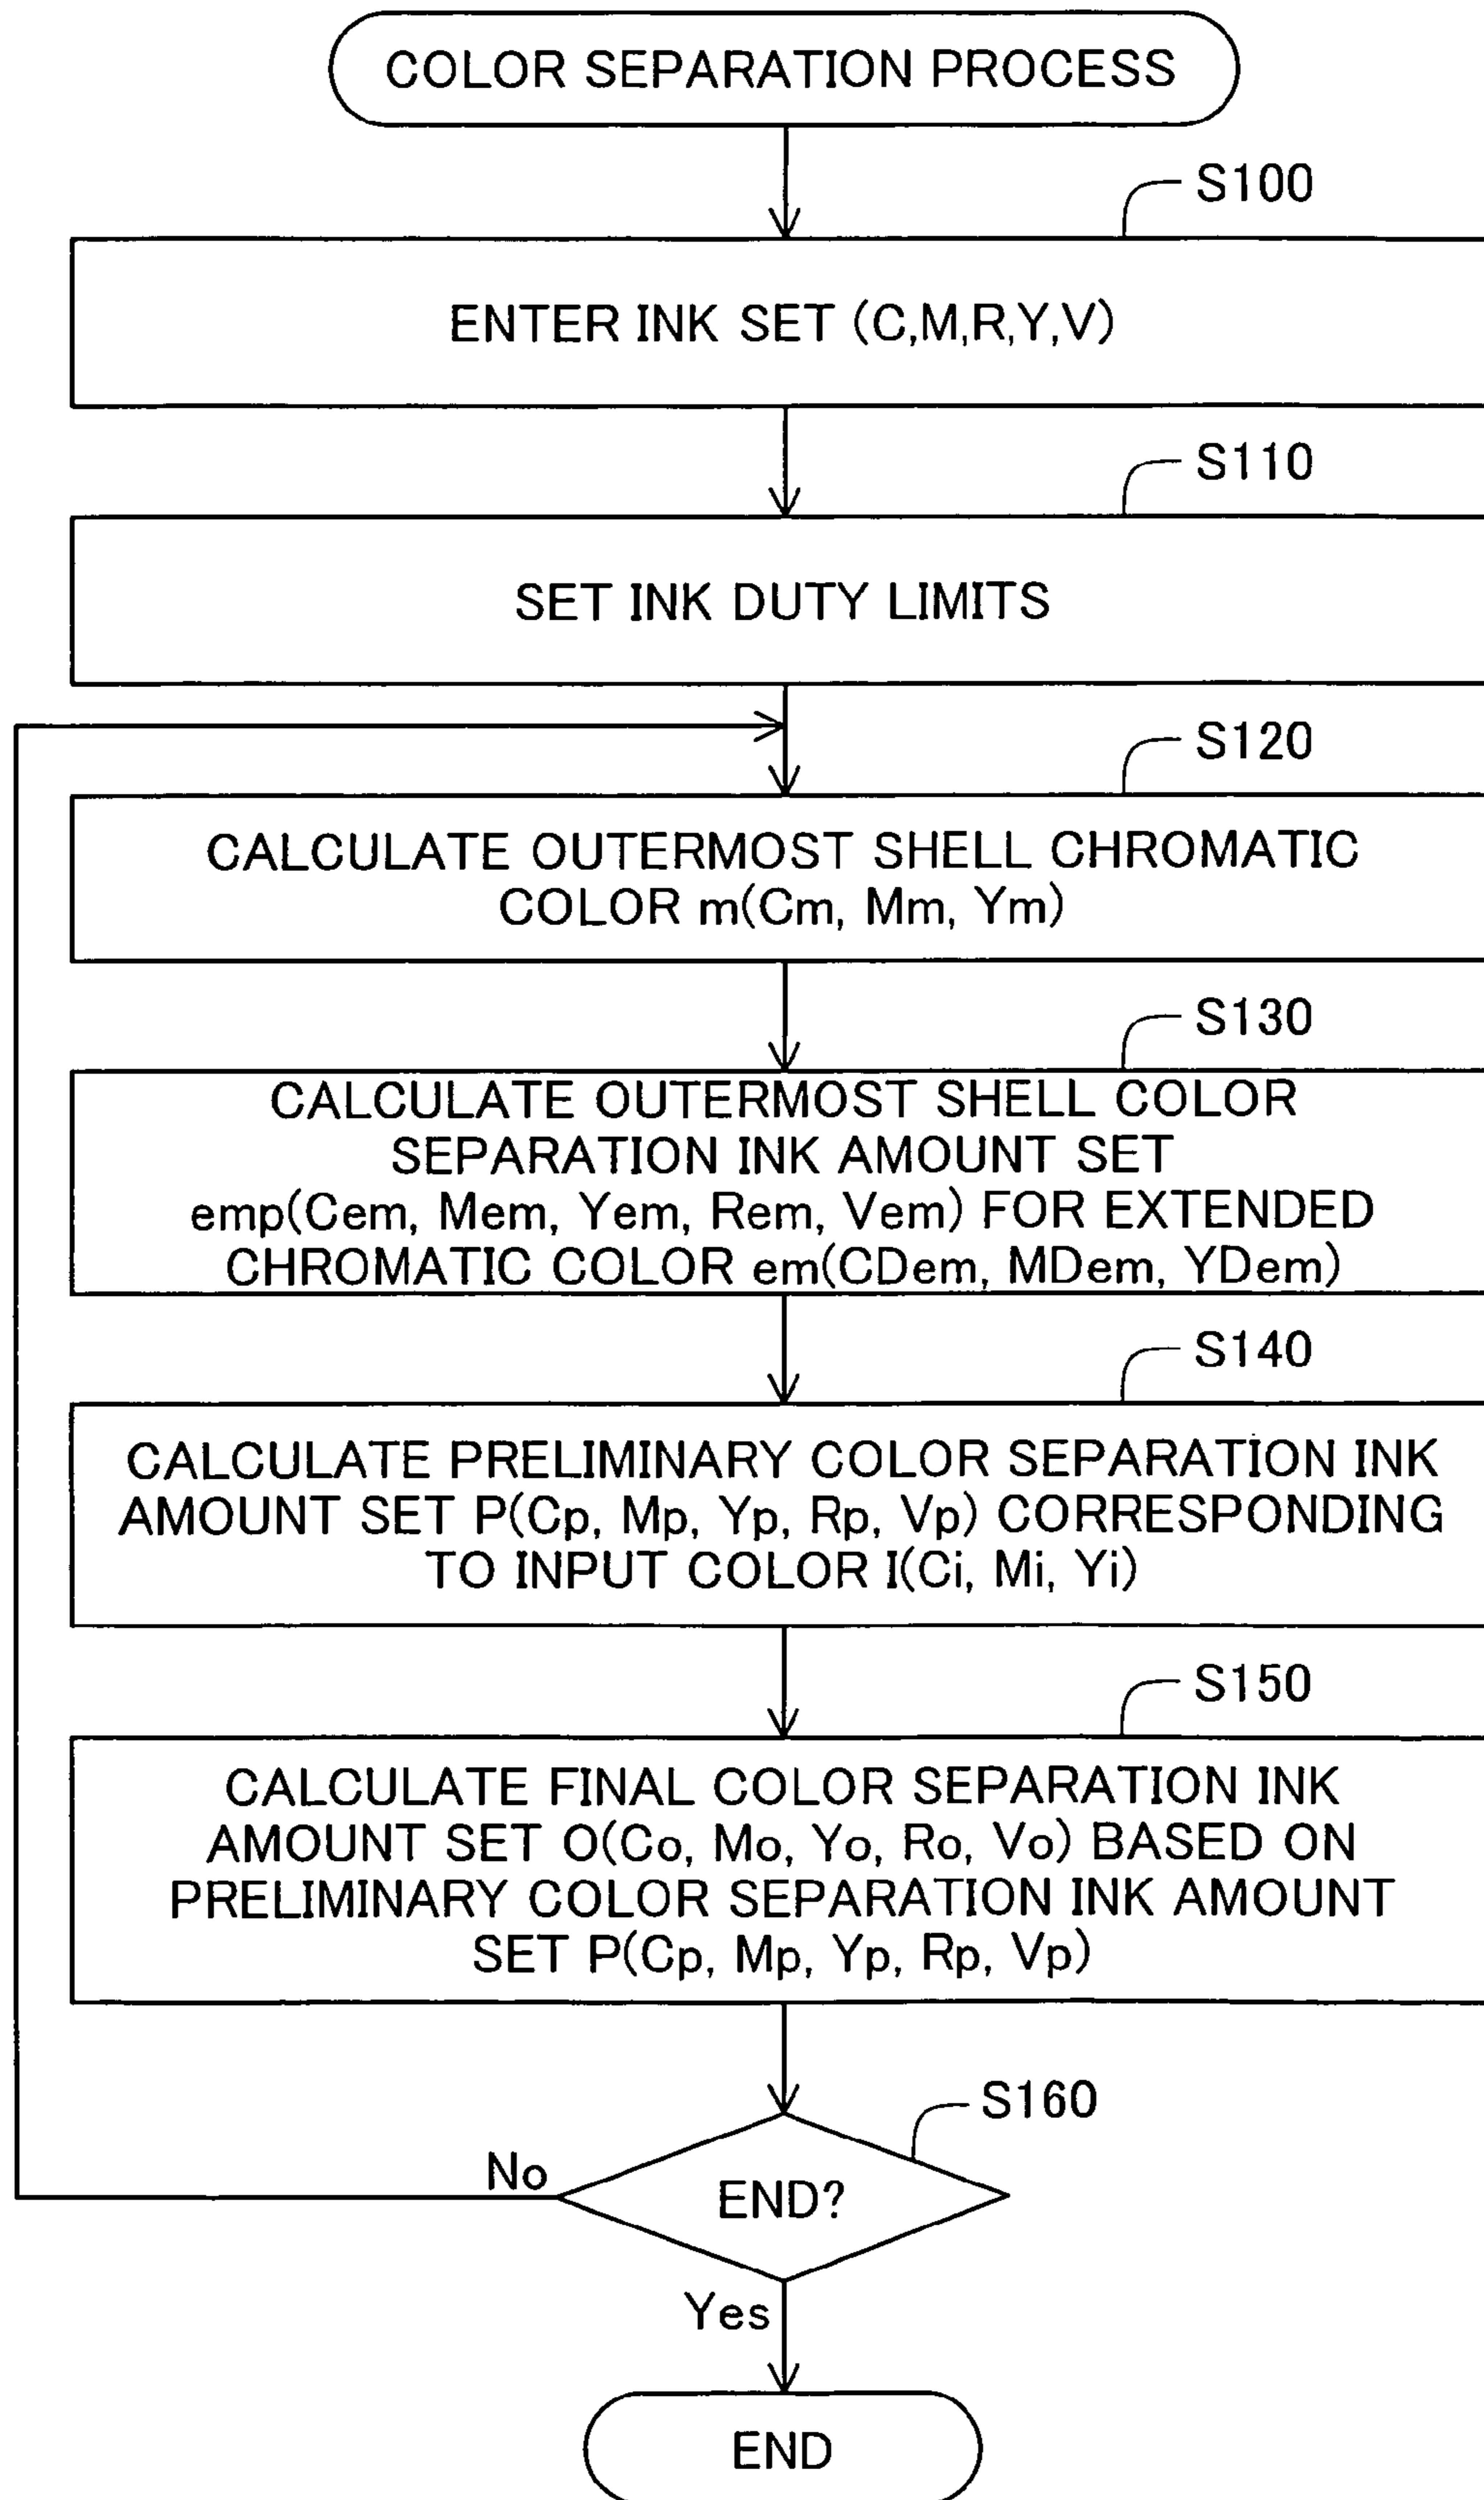 COLOR SEPARATION PROCESS
S100
ENTER INK SET (C,M,R,Y,V)
S110
SET INK DUTY LIMITS
S120
CALCULATE OUTERMOST SHELL CHROMATIC
COLOR m(Cm, Mm, Ym)
S130
CALCULATE OUTERMOST SHELL COLOR
SEPARATION INK AMOUNT SET
emp(Cem, Mem, Yem, Rem, Vem) FOR EXTENDED
CHROMATIC COLOR em(CDem, MDem, YDem)
S140
CALCULATE PRELIMINARY COLOR SEPARATION INK
AMOUNT SET P(Cp, Mp, Yp, Rp, Vp) CORRESPONDING
TO INPUT COLOR I(Ci, Mi, Yi)
S150
CALCULATE FINAL COLOR SEPARATION INK
AMOUNT SET O(Co, Mo, Yo, Ro, Vo) BASED ON
PRELIMINARY COLOR SEPARATION INK AMOUNT
SET P(Cp, Mp, Yp, Rp, Vp)
S160
No
END?
Yes
END